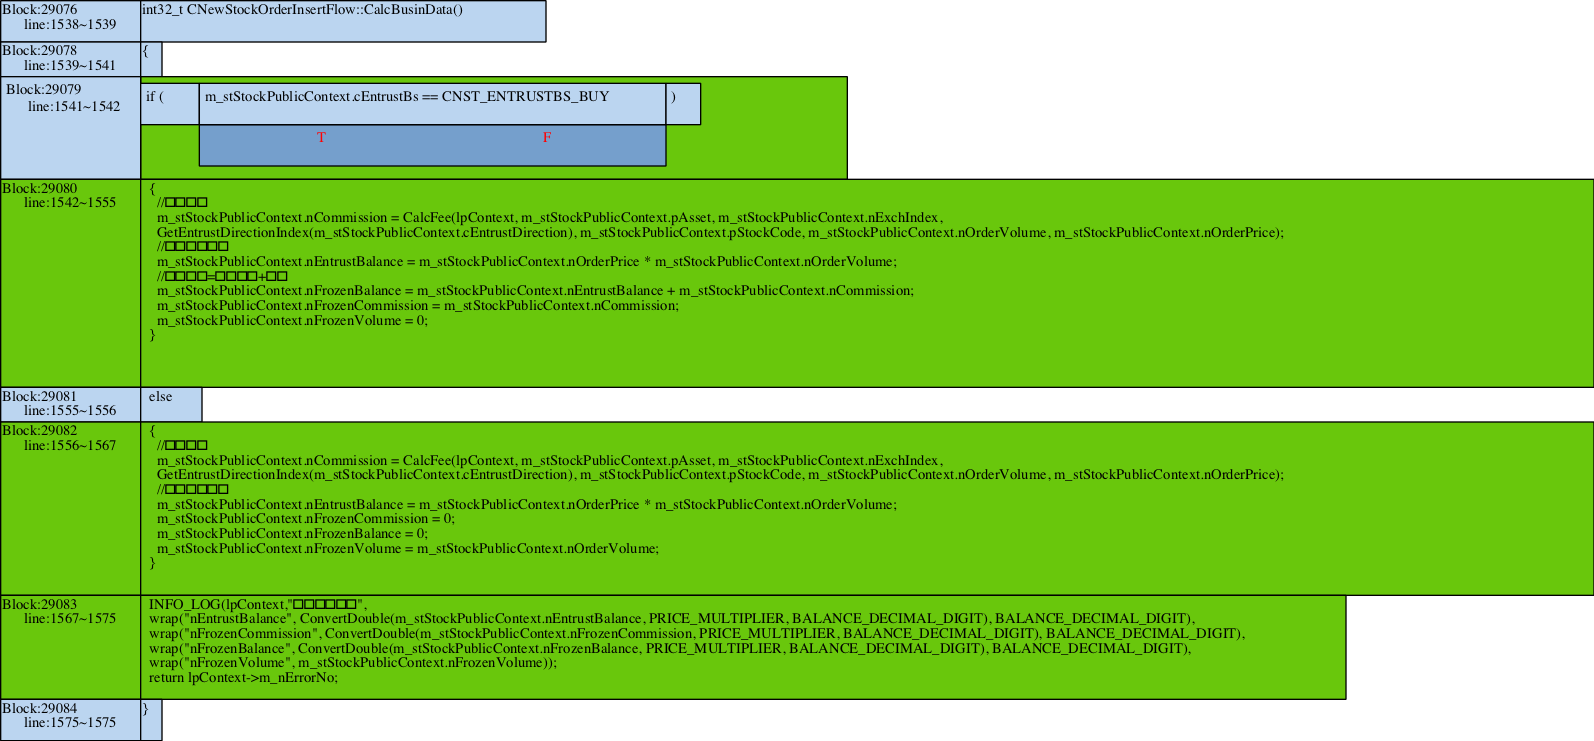 Block:29076
line:1538~1539
int32_t CNewStockOrderInsertFlow::CalcBusinData()
Block:29078
line:1539~1541
{
Block:29079
line:1541~1542
if ( m_stStockPublicContext.cEntrustBs == CNST_ENTRUSTBS_BUY )
T F
Block:29080
line:1542~1555
{
//□□□□
m_stStockPublicContext.nCommission = CalcFee(lpContext, m_stStockPublicContext.pAsset, m_stStockPublicContext.nExchIndex,
GetEntrustDirectionIndex(m_stStockPublicContext.cEntrustDirection), m_stStockPublicContext.pStockCode, m_stStockPublicContext.nOrderVolume, m_stStockPublicContext.nOrderPrice);
//□□□□□□
m_stStockPublicContext.nEntrustBalance = m_stStockPublicContext.nOrderPrice * m_stStockPublicContext.nOrderVolume;
//□□□□=□□□□+□□
m_stStockPublicContext.nFrozenBalance = m_stStockPublicContext.nEntrustBalance + m_stStockPublicContext.nCommission;
m_stStockPublicContext.nFrozenCommission = m_stStockPublicContext.nCommission;
m_stStockPublicContext.nFrozenVolume = 0;
}
Block:29081
line:1555~1556
else
Block:29082
line:1556~1567
{
//□□□□
m_stStockPublicContext.nCommission = CalcFee(lpContext, m_stStockPublicContext.pAsset, m_stStockPublicContext.nExchIndex,
GetEntrustDirectionIndex(m_stStockPublicContext.cEntrustDirection), m_stStockPublicContext.pStockCode, m_stStockPublicContext.nOrderVolume, m_stStockPublicContext.nOrderPrice);
//□□□□□□
m_stStockPublicContext.nEntrustBalance = m_stStockPublicContext.nOrderPrice * m_stStockPublicContext.nOrderVolume;
m_stStockPublicContext.nFrozenCommission = 0;
m_stStockPublicContext.nFrozenBalance = 0;
m_stStockPublicContext.nFrozenVolume = m_stStockPublicContext.nOrderVolume;
}
Block:29083
line:1567~1575
INFO_LOG(lpContext,"□□□□□□",
wrap("nEntrustBalance", ConvertDouble(m_stStockPublicContext.nEntrustBalance, PRICE_MULTIPLIER, BALANCE_DECIMAL_DIGIT), BALANCE_DECIMAL_DIGIT),
wrap("nFrozenCommission", ConvertDouble(m_stStockPublicContext.nFrozenCommission, PRICE_MULTIPLIER, BALANCE_DECIMAL_DIGIT), BALANCE_DECIMAL_DIGIT),
wrap("nFrozenBalance", ConvertDouble(m_stStockPublicContext.nFrozenBalance, PRICE_MULTIPLIER, BALANCE_DECIMAL_DIGIT), BALANCE_DECIMAL_DIGIT),
wrap("nFrozenVolume", m_stStockPublicContext.nFrozenVolume));
return lpContext->m_nErrorNo;
Block:29084
line:1575~1575
}